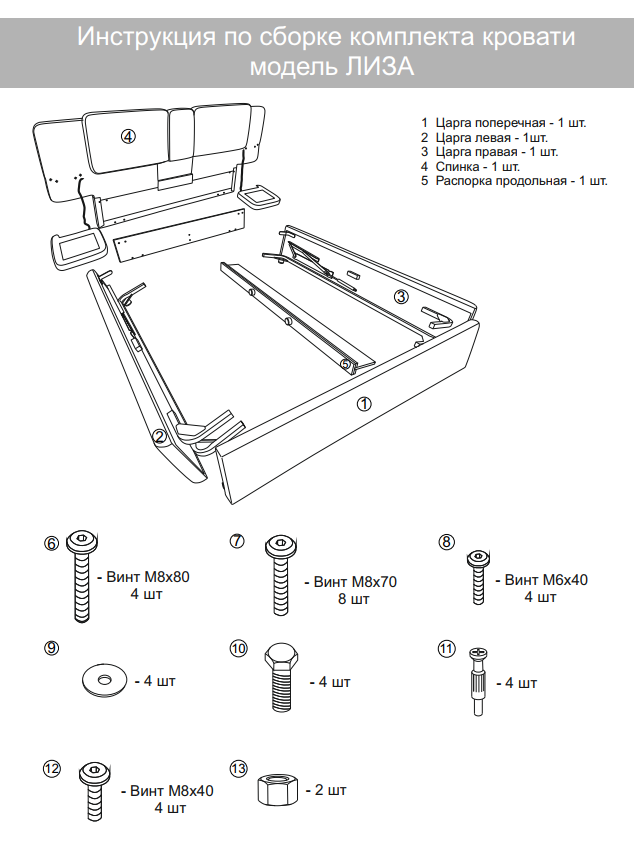 Инструкция по сборке комплекта кровати
модель ЛИЗА
1 Царга поперечная - 1 шт.
2 Царга левая - 1шт.
3 Царга правая - 1 шт.
4 Спинка - 1 шт.
5 Распорка продольная - 1 шт.
4
3
5
1
2
6
- Винт М8х80
4 шт
7
- Винт М8х70
8 шт
8
- Винт М6х40
4 шт
9
- 4 шт
10
- 4 шт
11
- 4 шт
12
- Винт М8х40
4 шт
13
- 2 шт